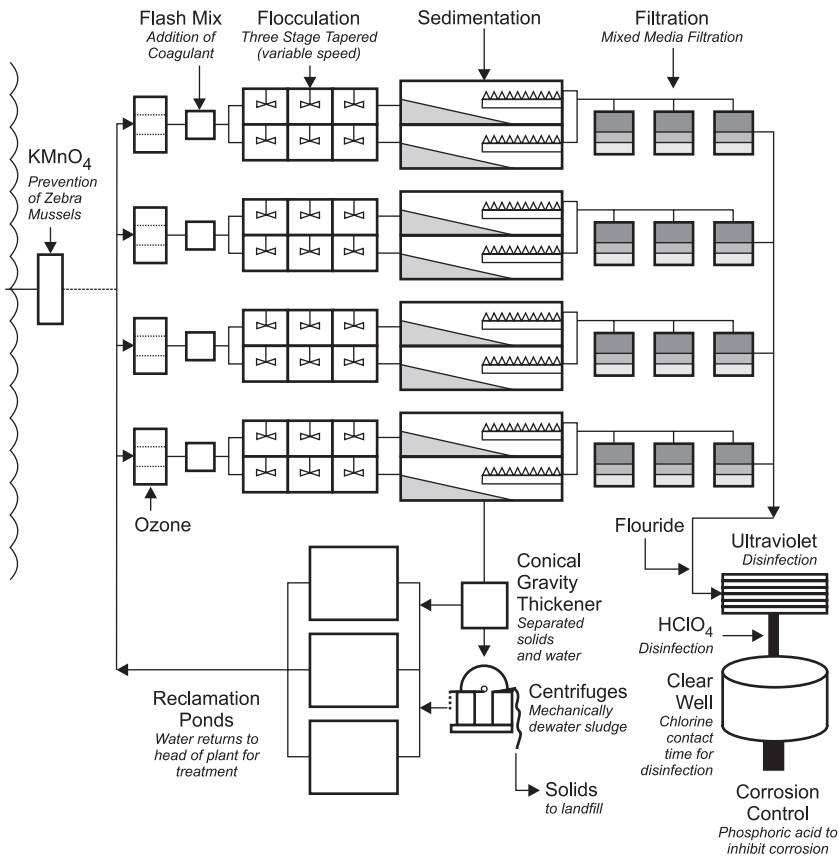 Flash Mix
Addition of
Coagulant
Flocculation
Three Stage Tapered
(variable speed)
Sedimentation
Filtration
Mixed Media Filtration
KMnO₄
Prevention
of Zebra
Mussels
Ozone
Flouride
Ultraviolet
Disinfection
Conical
Gravity
Thickener
Separated
solids
and water
HClO₄
Disinfection
Reclamation
Ponds
Water returns to
head of plant for
treatment
Centrifuges
Mechanically
dewater sludge
Clear
Well
Chlorine
contact
time for
disinfection
Solids
to landfill
Corrosion
Control
Phosphoric acid to
inhibit corrosion